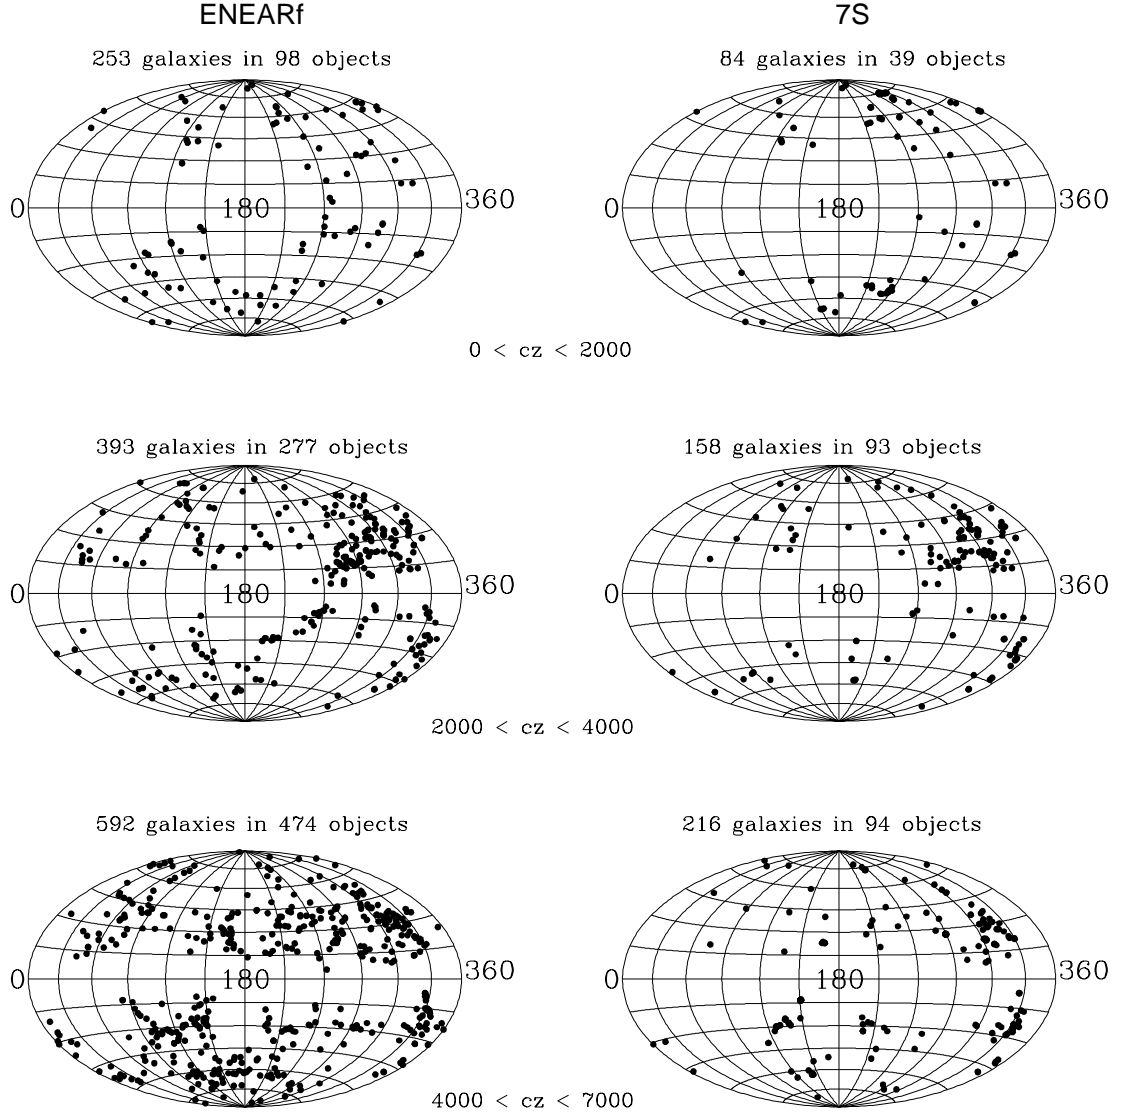 ENEARf 7S
253 galaxies in 98 objects 84 galaxies in 39 objects
0 180 360 0 180 360
0 < cz < 2000
393 galaxies in 277 objects 158 galaxies in 93 objects
0 180 360 0 180 360
2000 < cz < 4000
592 galaxies in 474 objects 216 galaxies in 94 objects
0 180 360 0 180 360
4000 < cz < 7000